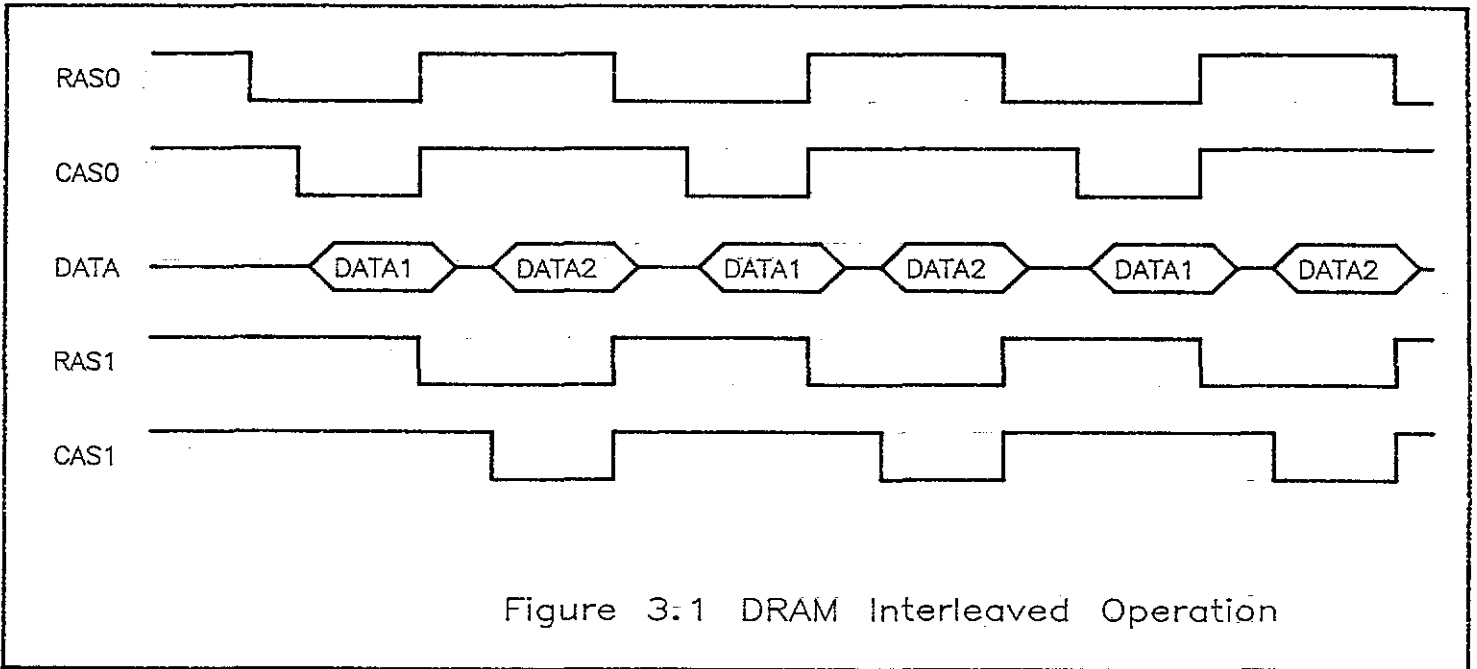 RAS0
CAS0
DATA DATA1 DATA2 DATA1 DATA2 DATA1 DATA2
RAS1
CAS1
Figure 3.1 DRAM Interleaved Operation